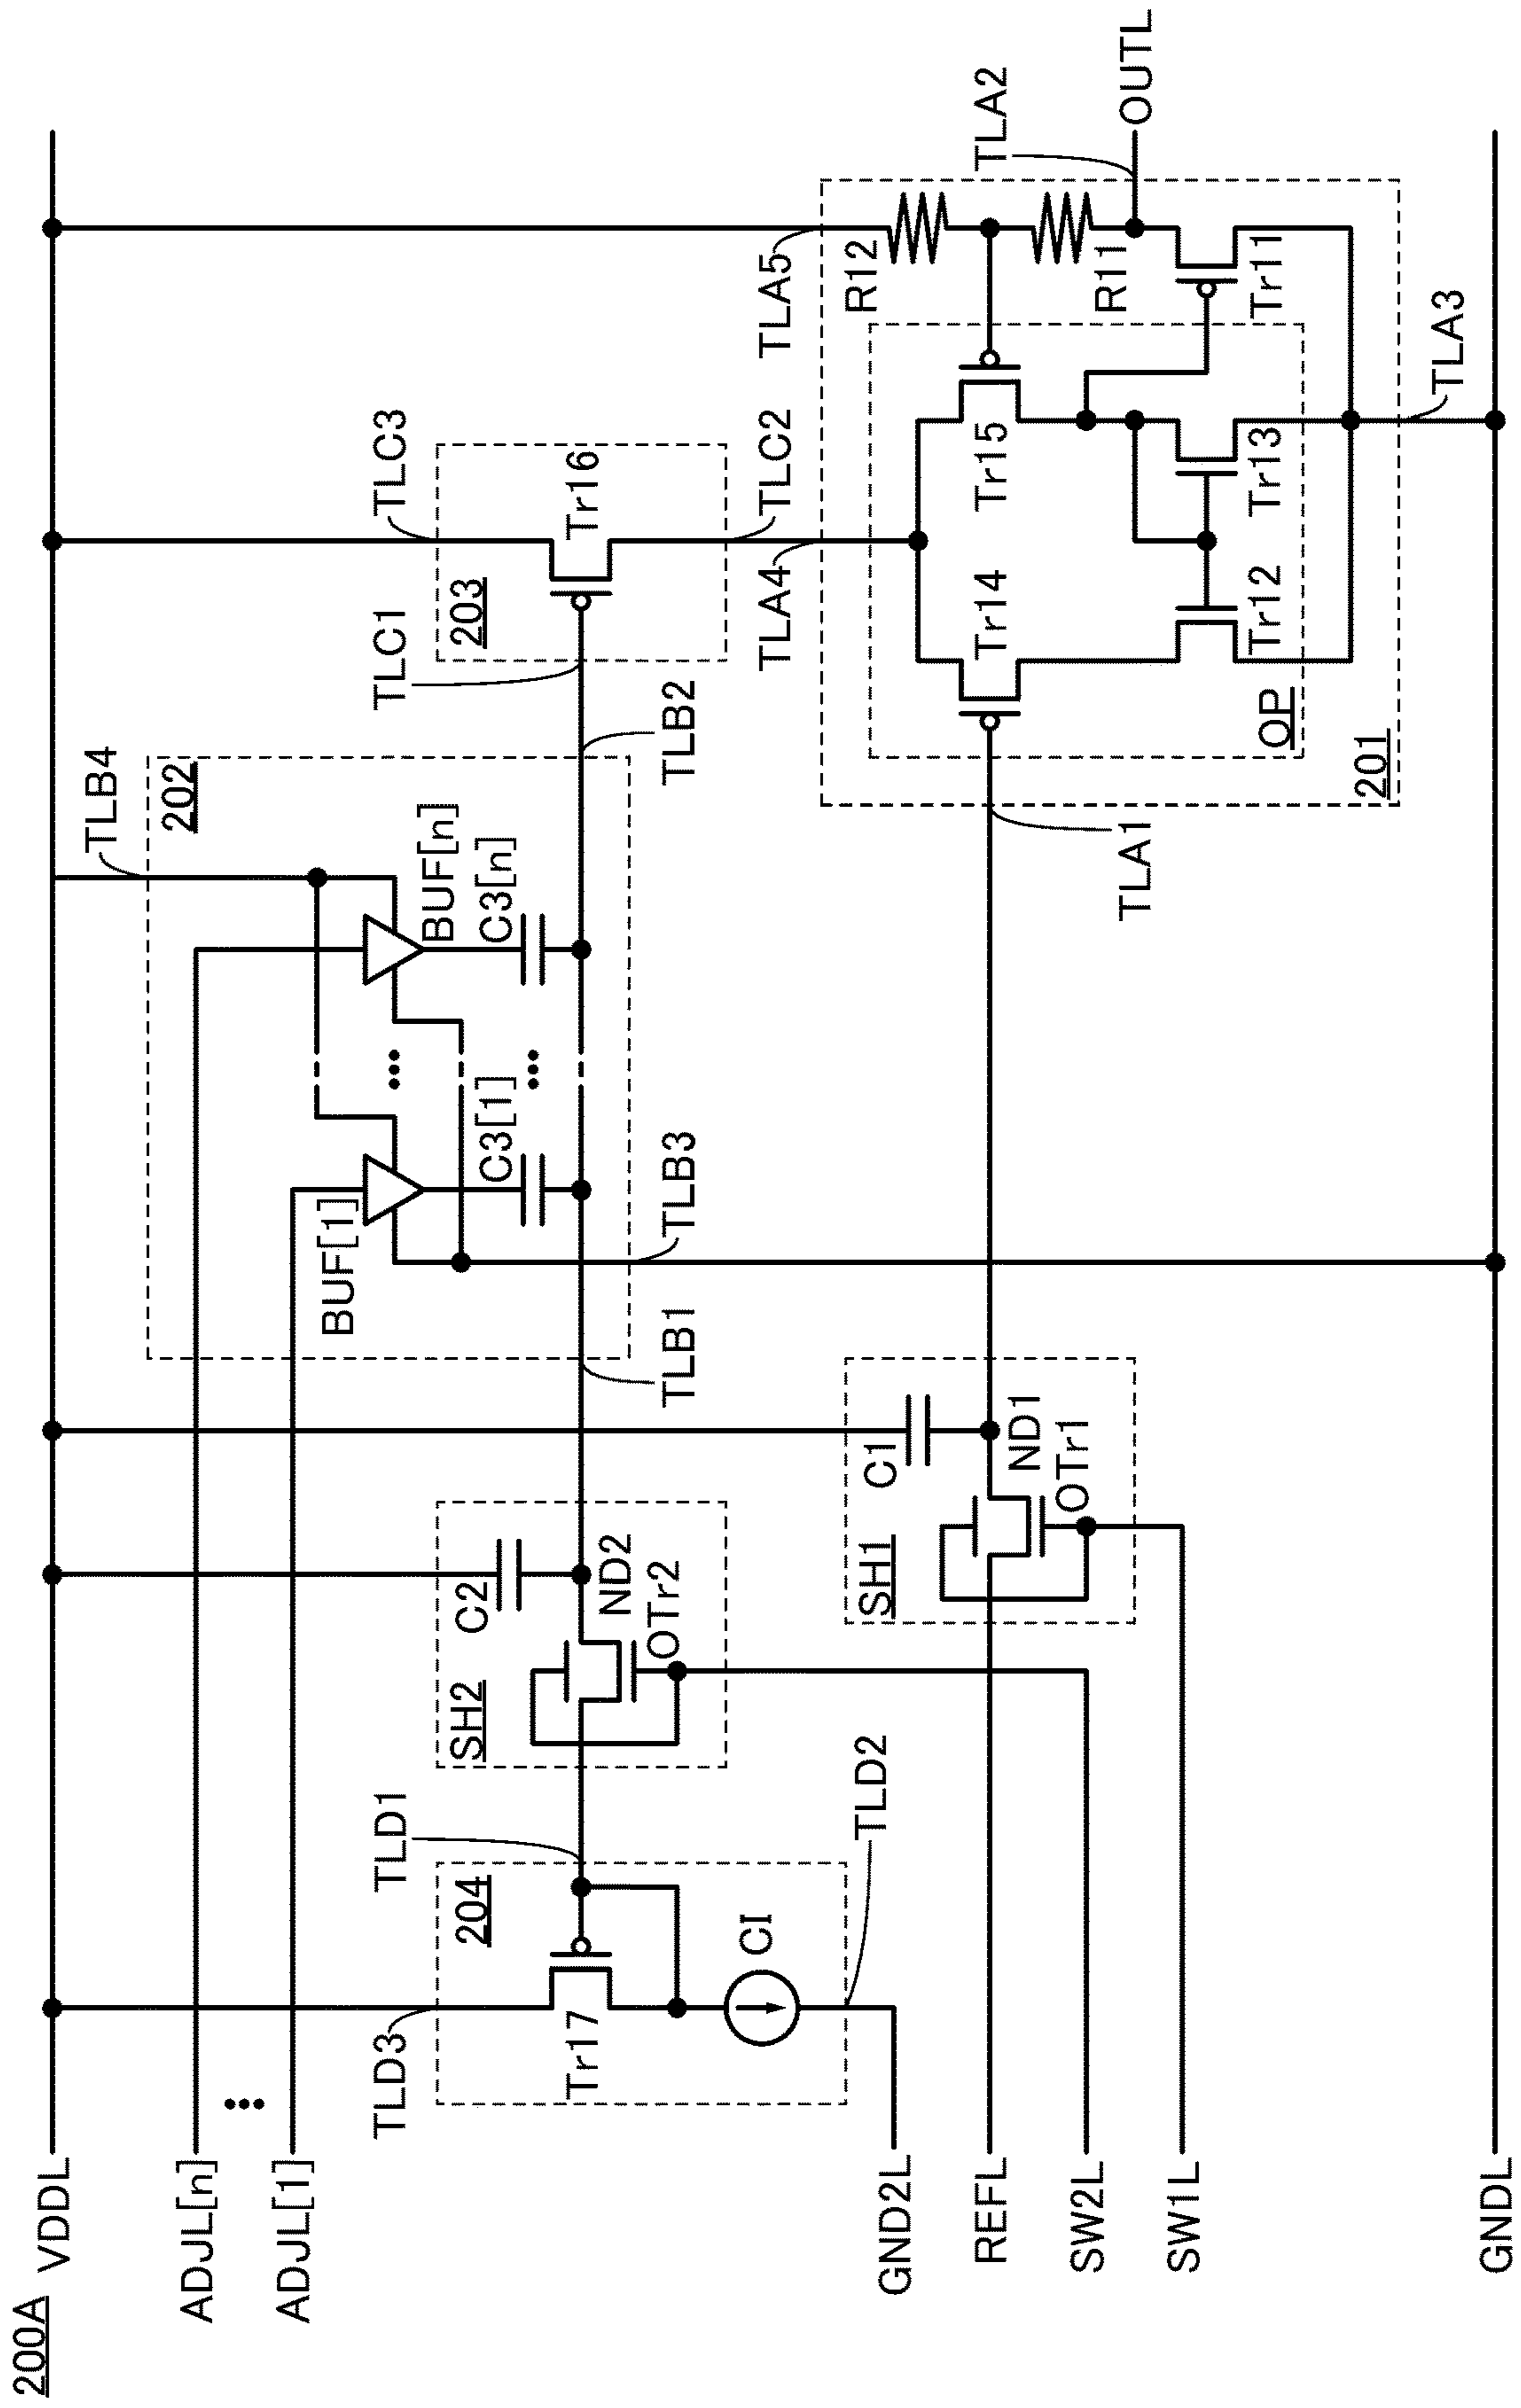 200A
VDDL
ADJL[n]
ADJL[1]
TLD3
TLD1
204
Tr17
CI
TLD2
GND2L
REFL
SW2L
SW1L
GNDL
SH2
C2
ND2
OTr2
SH1
C1
ND1
OTr1
TLB4
202
BUF[1]
BUF[n]
C3[1]
C3[n]
TLB1
TLB3
TLB2
TLC1
TLC3
203
Tr16
TLC2
TLA4
TLA5
TLA1
201
OP
Tr14
Tr15
Tr12
Tr13
R12
R11
Tr11
TLA2
OUTL
TLA3